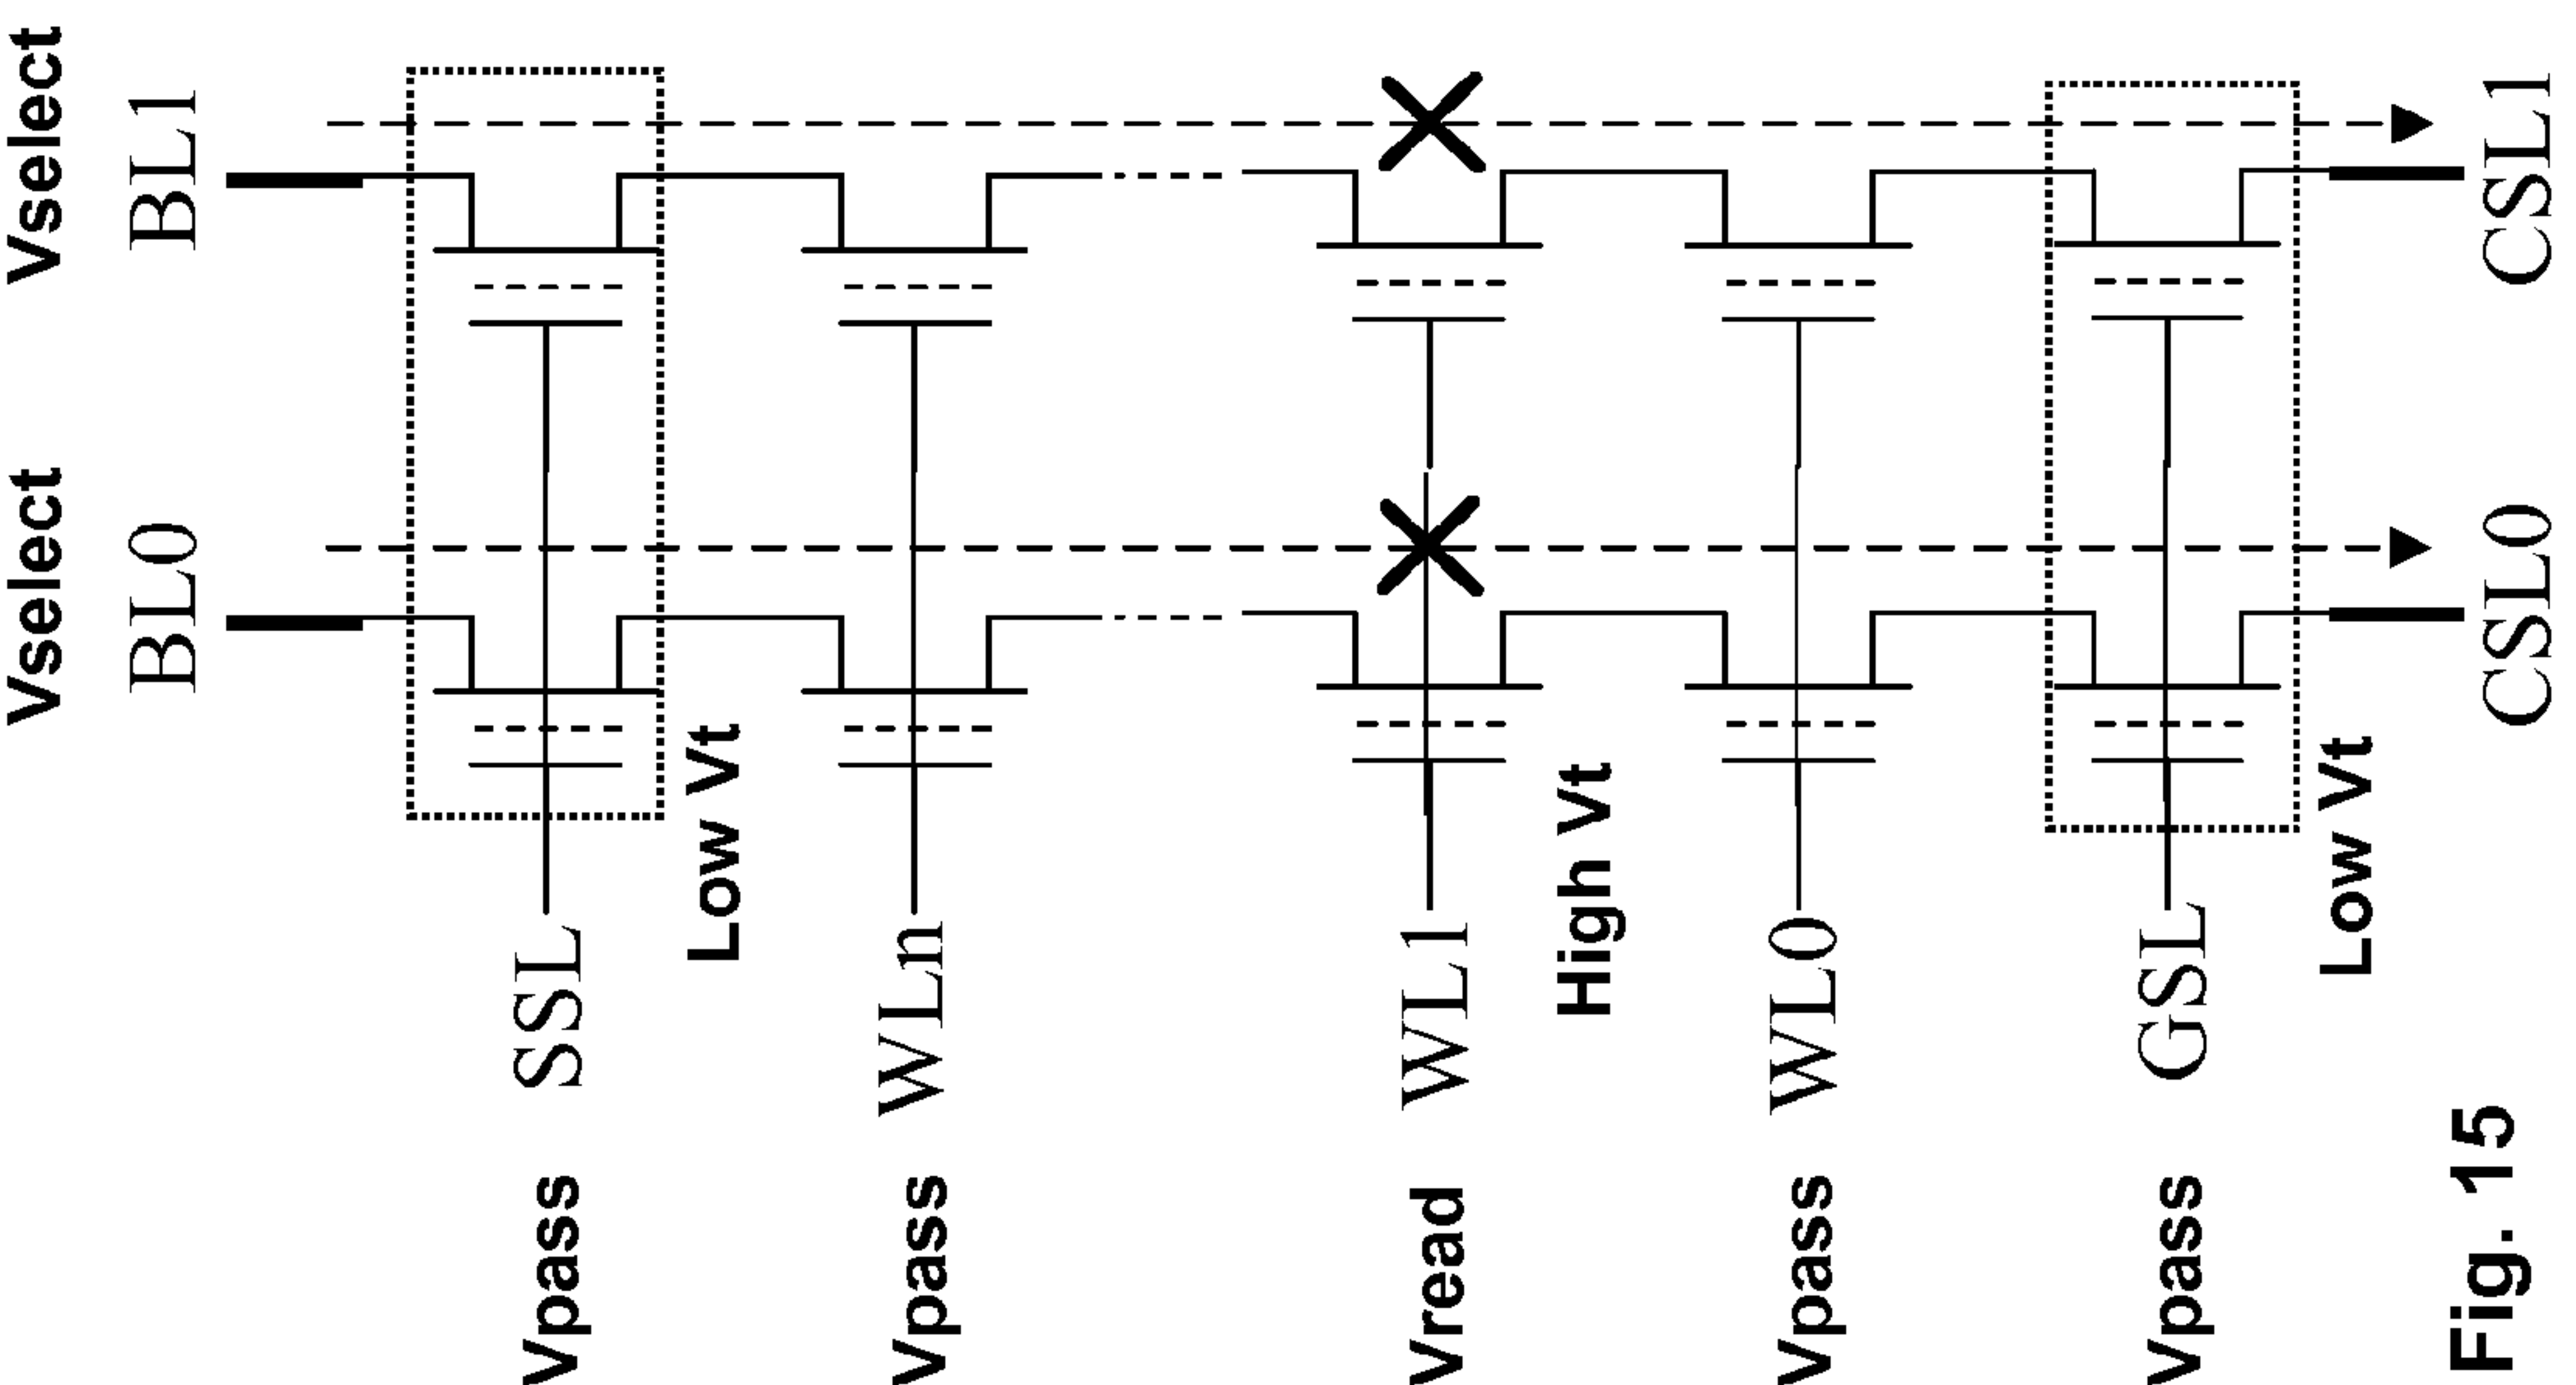 Vselect Vselect
BL0 BL1
Vpass SSL
Low Vt
Vpass WLn
Vread WL1
High Vt
Vpass WL0
Vpass GSL
Low Vt
CSL0 CSL1
Fig. 15